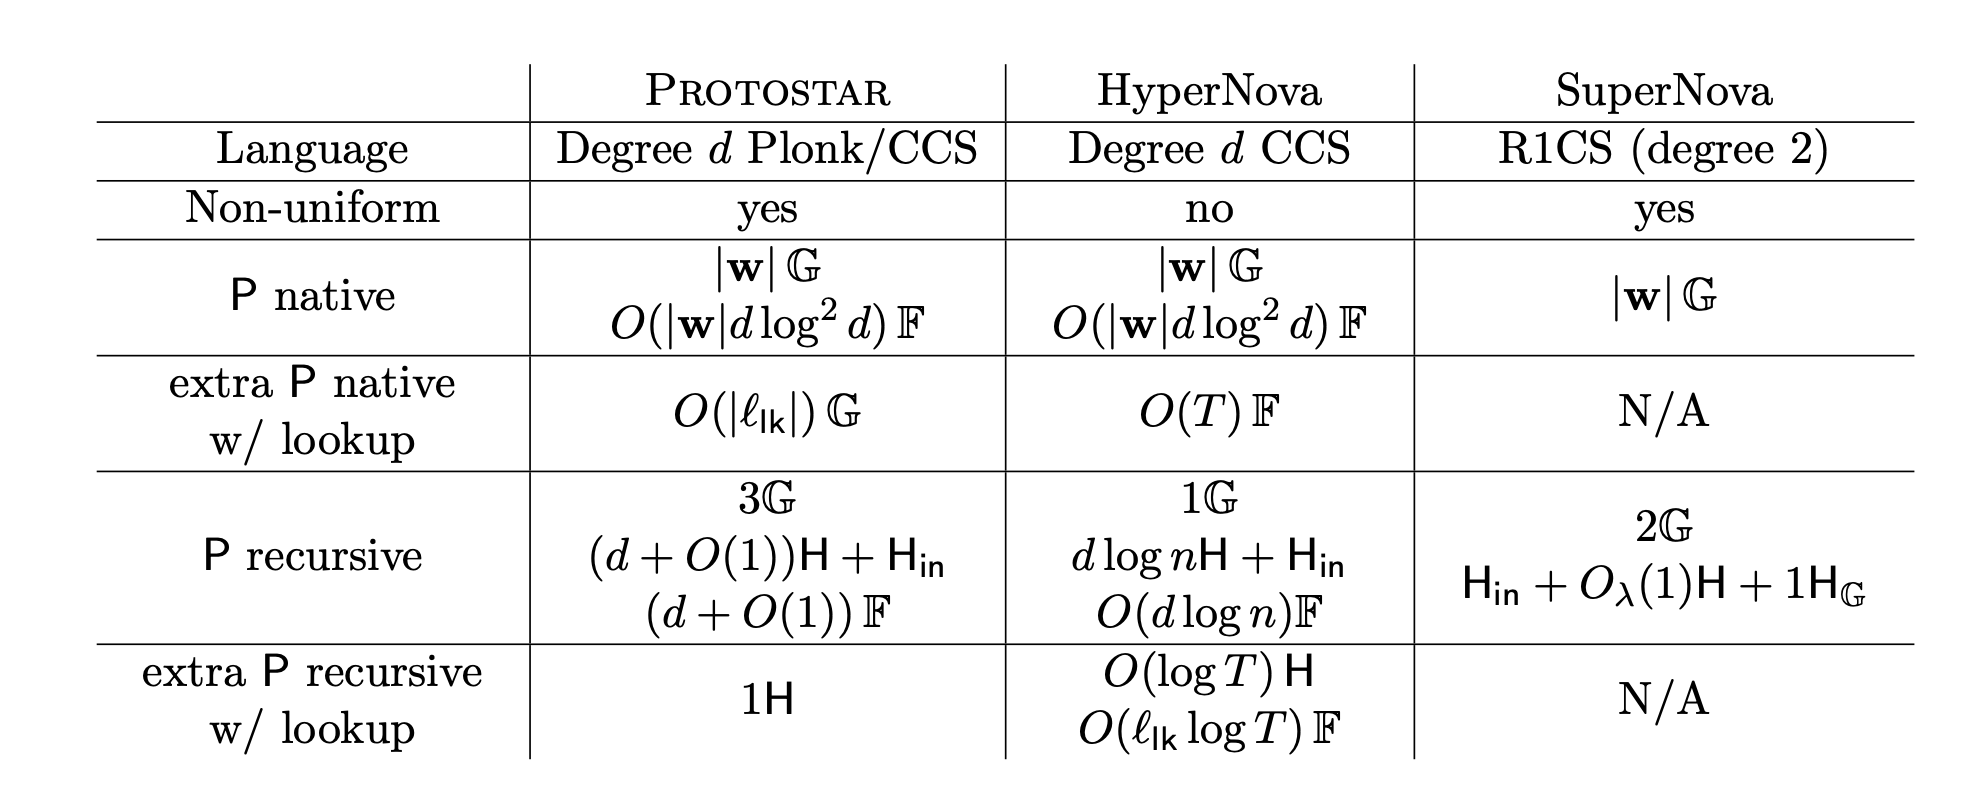 PROTOSTAR HyperNova SuperNova
Language Degree d Plonk/CCS Degree d CCS R1CS (degree 2)
Non-uniform yes no yes
P native |w| 𝔾 O(|w|d log² d) 𝔽 |w| 𝔾 O(|w|d log² d) 𝔽 |w| 𝔾
extra P native w/ lookup O(|ℓ_lk|) 𝔾 O(T) 𝔽 N/A
P recursive 3𝔾 (d + O(1))H + H_in (d + O(1)) 𝔽 1𝔾 d log nH + H_in O(d log n)𝔽 2𝔾 H_in + O_λ(1)H + 1H_𝔾
extra P recursive w/ lookup 1H O(log T) H O(ℓ_lk log T) 𝔽 N/A